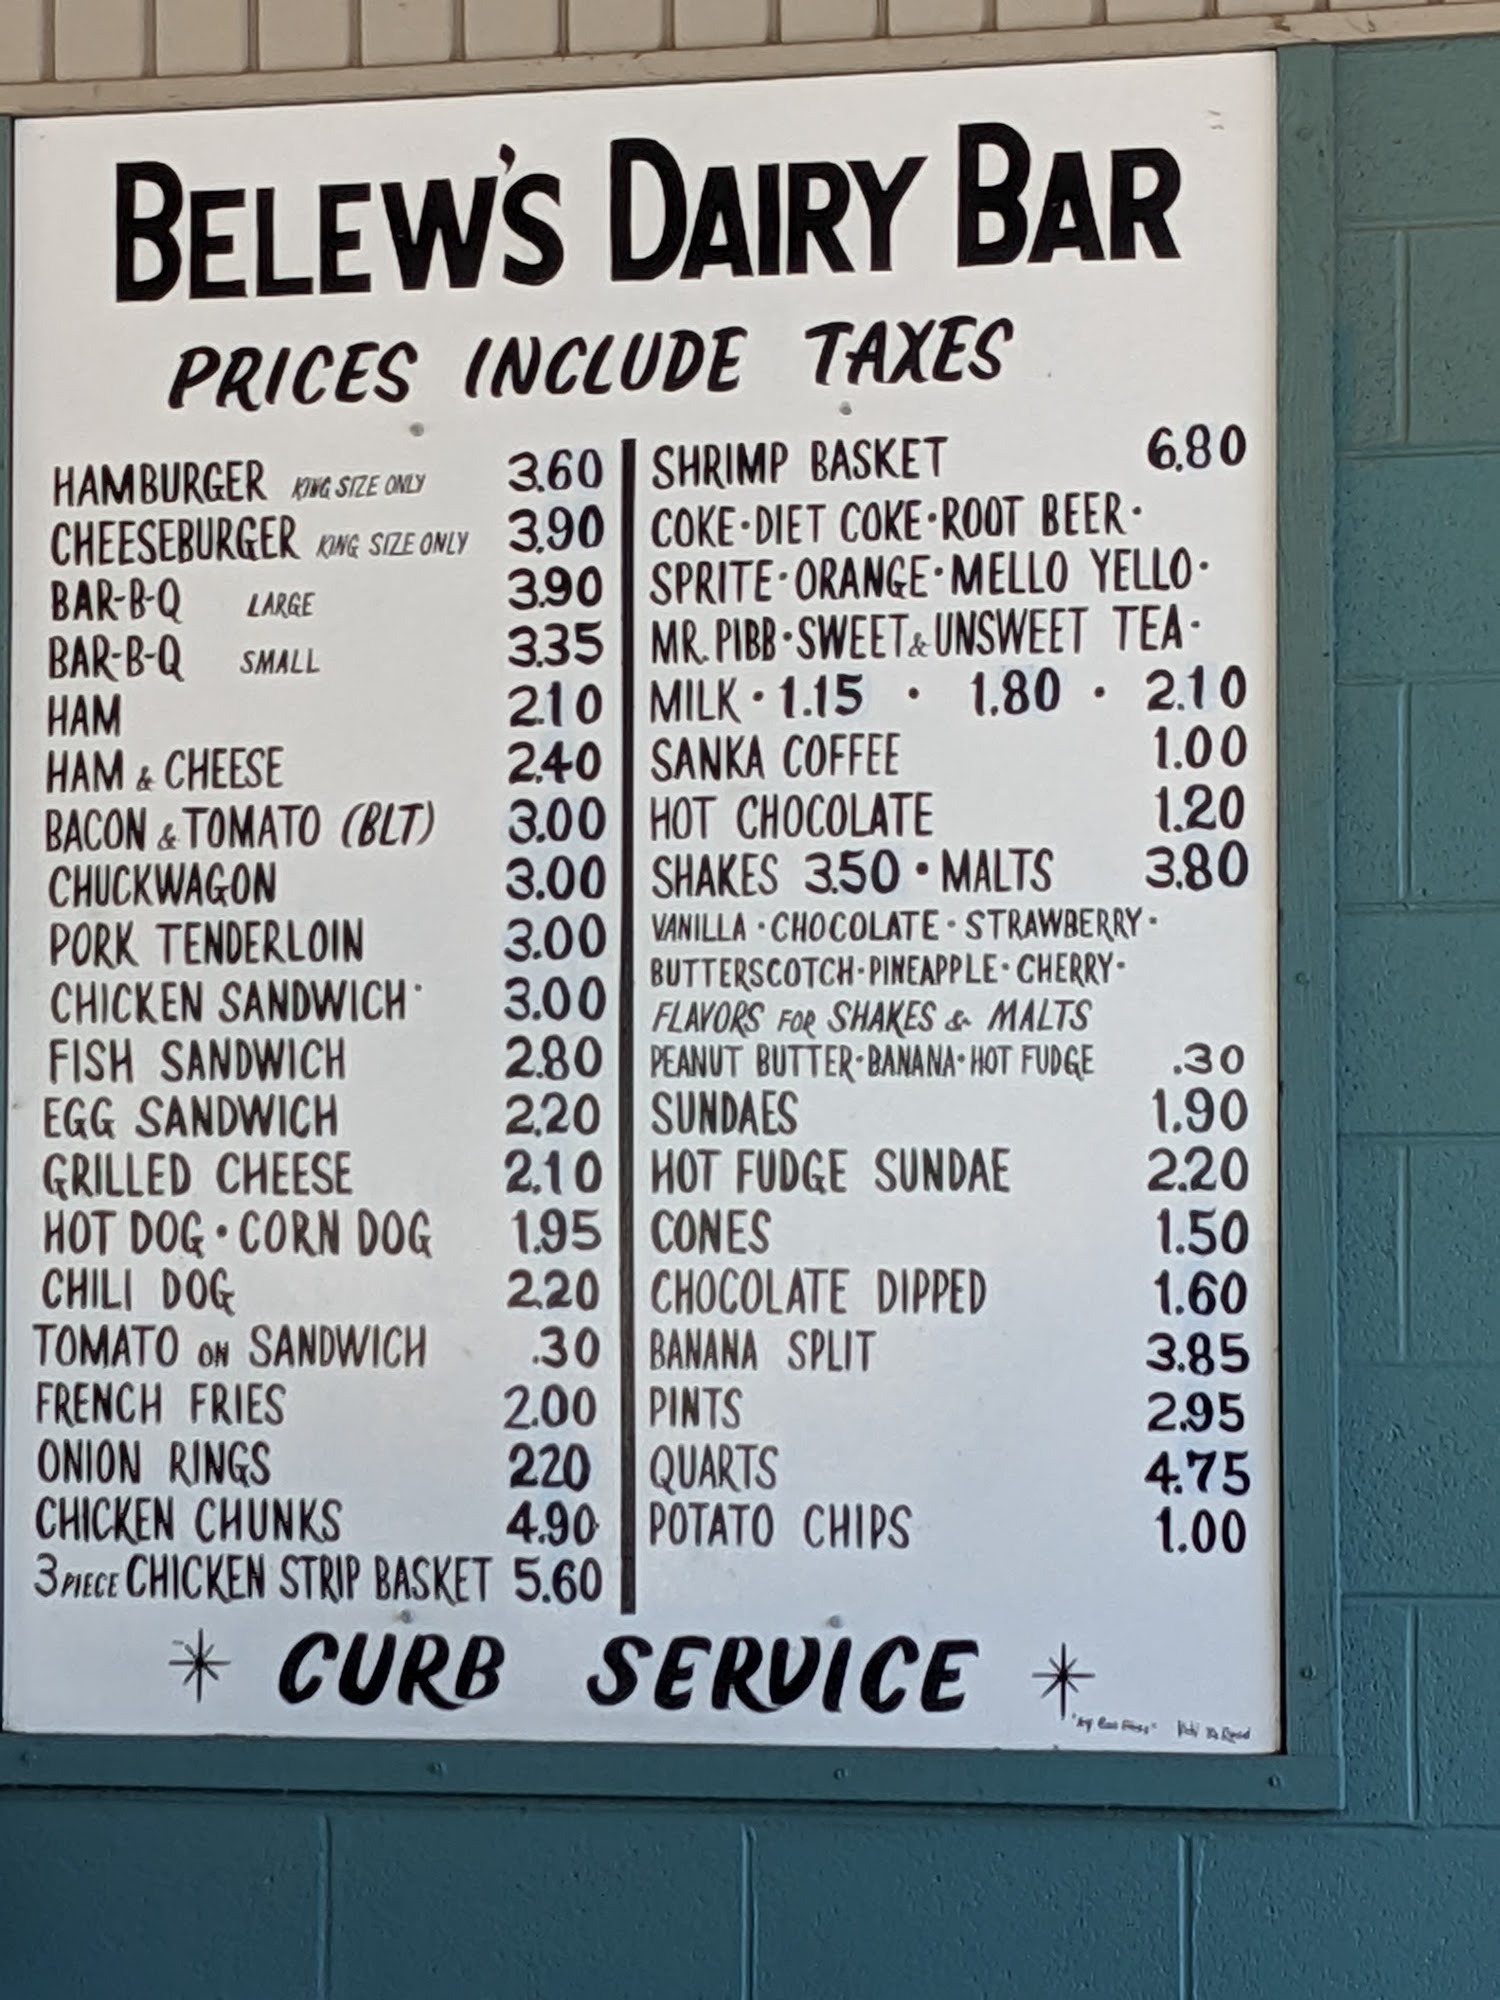 BELEW'S DAIRY BAR
PRICES INCLUDE TAXES
HAMBURGER KING SIZE ONLY 3.60
CHEESEBURGER KING SIZE ONLY 3.90
BAR-B-Q LARGE 3.90
BAR-B-Q SMALL 3.35
HAM 2.10
HAM & CHEESE 2.40
BACON & TOMATO (BLT) 3.00
CHUCKWAGON 3.00
PORK TENDERLOIN 3.00
CHICKEN SANDWICH 3.00
FISH SANDWICH 2.80
EGG SANDWICH 2.20
GRILLED CHEESE 2.10
HOT DOG · CORN DOG 1.95
CHILI DOG 2.20
TOMATO ON SANDWICH .30
FRENCH FRIES 2.00
ONION RINGS 220
CHICKEN CHUNKS 4.90
3 PIECE CHICKEN STRIP BASKET 5.60
SHRIMP BASKET 6.80
COKE · DIET COKE · ROOT BEER ·
SPRITE · ORANGE · MELLO YELLO ·
MR. PIBB · SWEET & UNSWEET TEA ·
MILK · 1.15 · 1.80 · 2.10
SANKA COFFEE 1.00
HOT CHOCOLATE 1.20
SHAKES 3.50 · MALTS 3.80
VANILLA · CHOCOLATE · STRAWBERRY ·
BUTTERSCOTCH · PINEAPPLE · CHERRY ·
FLAVORS FOR SHAKES & MALTS
PEANUT BUTTER · BANANA · HOT FUDGE .30
SUNDAES 1.90
HOT FUDGE SUNDAE 2.20
CONES 1.50
CHOCOLATE DIPPED 1.60
BANANA SPLIT 3.85
PINTS 2.95
QUARTS 4.75
POTATO CHIPS 1.00
CURB SERVICE